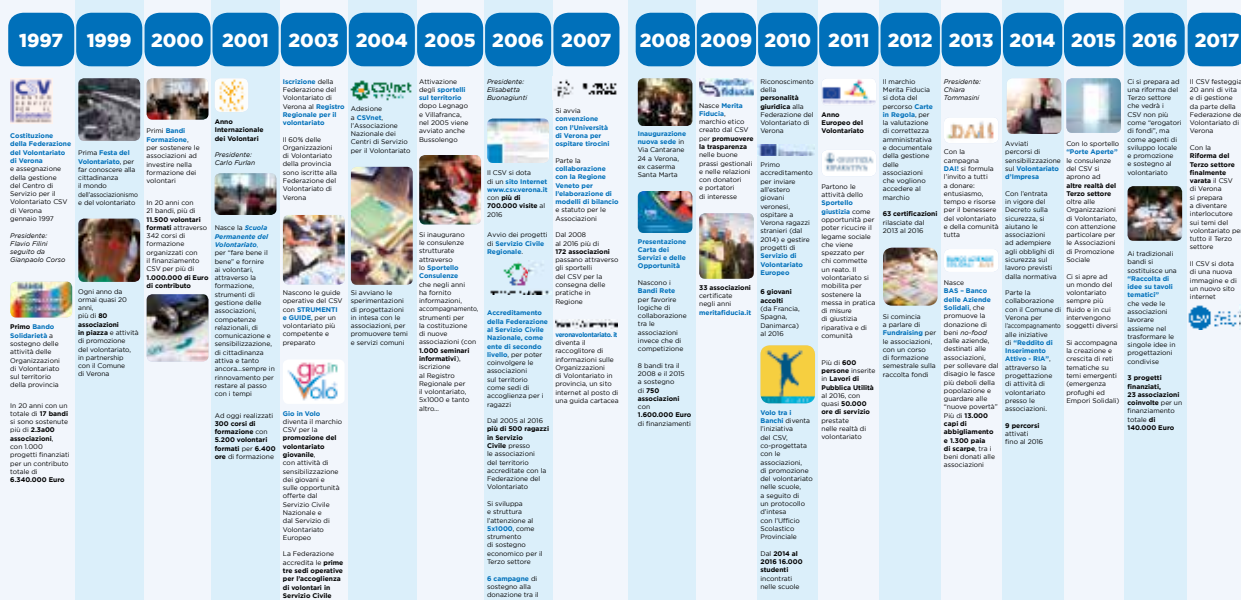 1997
Costituzione
della Federazione
del Volontariato
di Verona
e assegnazione
della gestione
del Centro di
Servizio per il
Volontariato CSV
di Verona
gennaio 1997
Presidente:
Flavio Filini
seguito da
Gianpaolo Corso
Primo Bando
Solidarietà a
sostegno delle
attività delle
Organizzazioni
di Volontariato
sul territorio
della provincia
In 20 anni con un
totale di 17 bandi
si sono sostenute
più di 2.3a00
associazioni,
con 1.000
progetti finanziati
per un contributo
totale di
6.340.000 Euro
1999
Prima Festa del
Volontariato, per
far conoscere alla
cittadinanza
il mondo
dell'associazionismo
e del volontariato
Ogni anno da
ormai quasi 20
anni,
più di 80
associazioni
in piazza e attività
di promozione
del volontariato,
in partnership
con il Comune
di Verona
2000
Primi Bandi
Formazione,
per sostenere le
associazioni ad
investire nella
formazione dei
volontari
In 20 anni con
21 bandi, più di
11.500 volontari
formati attraverso
342 corsi di
formazione
organizzati con
il finanziamento
CSV per più di
1.000.000 di Euro
di contributo
2001
Anno
Internazionale
dei Volontari
Presidente:
Carlo Furlan
Nasce la Scuola
Permanente del
Volontariato,
per "fare bene il
bene" e fornire
ai volontari,
attraverso la
formazione,
strumenti di
gestione delle
associazioni,
competenze
relazionali, di
comunicazione e
sensibilizzazione,
di cittadinanza
attiva e tanto
ancora...sempre in
rinnovamento per
restare al passo
con i tempi
Ad oggi realizzati
300 corsi di
formazione con
5.200 volontari
formati per 6.400
ore di formazione
2003
Iscrizione della
Federazione del
Volontariato di
Verona al Registro
Regionale per il
volontariato
Il 60% delle
Organizzazioni
di Volontariato
della provincia
sono iscritte alla
Federazione del
Volontariato di
Verona
Nascono le guide
operative del CSV
con STRUMENTI
e GUIDE, per un
volontariato più
competente e
preparato
gio in
Volo
Gio in Volo
diventa il marchio
CSV per la
promozione del
volontariato
giovanile,
con attività di
sensibilizzazione
dei giovani e
sulle opportunità
offerte dal
Servizio Civile
Nazionale e
dal Servizio di
Volontariato
Europeo
La Federazione
accredita le prime
tre sedi operative
per l'accoglienza
di volontari in
Servizio Civile
2004
CSVnet
Adesione
a CSVnet,
l'Associazione
Nazionale dei
Centri di Servizio
per il Volontariato
Si avviano le
sperimentazioni
di progettazioni
in intesa con le
associazioni, per
promuovere temi
e servizi comuni
2005
Attivazione
degli sportelli
sul territorio
dopo Legnago
e Villafranca,
nel 2005 viene
avviato anche
Bussolengo
Si inaugurano
le consulenze
strutturate
attraverso
lo Sportello
Consulenze
che negli anni
ha fornito
informazioni,
accompagnamento,
strumenti per
la costituzione
di nuove
associazioni (con
1.000 seminari
informativi),
iscrizione
al Registro
Regionale per il
volontariato,
5x1000 e tanto
altro...
2006
Presidente:
Elisabetta
Buonagiunti
Il CSV si dota
di un sito Internet
www.csv.verona.it
con più di
700.000 visite al
2016
Avvio dei progetti
di Servizio Civile
Regionale.
Accreditamento
della Federazione
al Servizio Civile
Nazionale, come
ente di secondo
livello, per poter
coinvolgere le
associazioni
sul territorio
come sedi di
accoglienza per i
ragazzi
Dal 2005 al 2016
più di 500 ragazzi
in Servizio
Civile presso
le associazioni
del territorio
accreditate con la
Federazione del
Volontariato
Si sviluppa
e struttura
l'attenzione al
5x1000, come
strumento
di sostegno
economico per il
Terzo settore
6 campagne di
sostegno alla
donazione tra il
2007
Si avvia
convenzione
con l'Università
di Verona per
ospitare tirocini
Parte la
collaborazione
con la Regione
Veneto per
l'elaborazione di
modelli di bilancio
e statuto per le
Associazioni
Dal 2008
al 2016 più di
172 associazioni
passano attraverso
gli sportelli
del CSV per la
consegna delle
pratiche in
Regione
veronavolontariato.it
diventa il
raccoglitore di
informazioni sulle
Organizzazioni di
Volontariato in
provincia, un sito
internet al posto di
una guida cartacea
2008
Inaugurazione
nuova sede in
Via Cantarane
24 a Verona,
ex caserma
Santa Marta
Presentazione
Carta dei
Servizi e delle
Opportunità
Nascono i
Bandi Rete
per favorire
logiche di
collaborazione
tra le
associazioni
invece che di
competizione
8 bandi tra il
2008 e il 2015
a sostegno
di 750
associazioni
con
1.600.000 Euro
di finanziamenti
2009
merita
fiducia
Nasce Merita
Fiducia,
marchio etico
creato dal CSV
per promuovere
la trasparenza
nelle buone
prassi gestionali
e nelle relazioni
con donatori
e portatori
di interesse
33 associazioni
certificate
negli anni
meritafiducia.it
2010
Riconoscimento
della
personalità
giuridica alla
Federazione del
Volontariato di
Verona
Primo
accreditamento
per inviare
all'estero
giovani
veronesi,
ospitare a
Verona ragazzi
stranieri (dal
2014) e gestire
progetti di
Servizio di
Volontariato
Europeo
6 giovani
accolti
(da Francia,
Spagna,
Danimarca)
al 2016
Volo tra i
Banchi diventa
l'iniziativa
del CSV,
co-progettata
con le
associazioni,
di promozione
del volontariato
nelle scuole,
a seguito di
un protocollo
d'intesa
con l'Ufficio
Scolastico
Provinciale
Dal 2014 al
2016 16.000
studenti
incontrati
nelle scuole
2011
Anno
Europeo del
Volontariato
GIUSTIZIA
RIPARATIVA
Partono le
attività dello
Sportello
giustizia come
opportunità per
poter ricucire il
legame sociale
che viene
spezzato per
chi commette
un reato. Il
volontariato si
mobilita per
sostenere la
messa in pratica
di misure
di giustizia
riparativa e di
comunità
Più di 600
persone inserite
in Lavori di
Pubblica Utilità
al 2016, con
quasi 50.000
ore di servizio
prestate
nelle realtà di
volontariato
2012
Il marchio
Merita Fiducia
si dota del
percorso Carte
in Regola, per
la valutazione
di correttezza
amministrativa
e documentale
della gestione
delle
associazioni
che vogliono
accedere al
marchio
63 certificazioni
rilasciate dal
2013 al 2016
Si comincia
a parlare di
Fundraising per
le associazioni,
con un corso
di formazione
semestrale sulla
raccolta fondi
2013
Presidente:
Chiara
Tommasini
DAI!
Con la
campagna
DAI! si formula
l'invito a tutti
a donare:
entusiasmo,
tempo e risorse
per il benessere
del volontariato
e della comunità
tutta
Nasce
BAS - Banco
delle Aziende
Solidali, che
promuove la
donazione di
beni no-food
dalle aziende,
destinati alle
associazioni,
per sollevare dal
disagio le fasce
più deboli della
popolazione e
guardare alle
"nuove povertà"
Più di 13.000
capi di
abbigliamento
e 1.300 paia
di scarpe, tra i
beni donati alle
associazioni
2014
Avviati
percorsi di
sensibilizzazione
sul Volontariato
d'Impresa
Con l'entrata
in vigore del
Decreto sulla
sicurezza, si
aiutano le
associazioni
ad adempiere
agli obblighi di
sicurezza sul
lavoro previsti
dalla normativa
Parte la
collaborazione
con il Comune di
Verona per
l'accompagnamento
alle iniziative
di "Reddito di
Inserimento
Attivo - RIA",
attraverso la
progettazione
di attività di
volontariato
presso le
associazioni.
9 percorsi
attivati
fino al 2016
2015
Con lo sportello
"Porte Aperte"
le consulenze
del CSV si
aprono ad
altre realtà del
Terzo settore
oltre alle
Organizzazioni
di Volontariato,
con attenzione
particolare per
le Associazioni
di Promozione
Sociale
Ci si apre ad
un mondo del
volontariato
sempre più
fluido e in cui
intervengono
soggetti diversi
Si accompagna
la creazione e
crescita di reti
tematiche su
temi emergenti
(emergenza
profughi ed
Empori Solidali)
2016
Ci si prepara ad
una riforma del
Terzo Settore
che vedrà i
CSV non più
come "erogatori
di fondi", ma
come agenti di
sviluppo locale
e promozione
e sostegno al
volontariato
Ai tradizionali
bandi si
sostituisce una
"Raccolta di
idee su tavoli
tematici"
che vede le
associazioni
lavorare
assieme nel
trasformare le
singole idee in
progettazioni
condivise
3 progetti
finanziati,
23 associazioni
coinvolte per un
finanziamento
totale di
140.000 Euro
2017
Il CSV festeggia
20 anni di vita
e di gestione
da parte della
Federazione del
Volontariato di
Verona
Con la
Riforma del
Terzo settore
finalmente
varata il CSV
di Verona
si prepara
a diventare
interlocutore
sui temi del
volontariato per
tutto il Terzo
settore
Il CSV si dota
di una nuova
immagine e di
un nuovo sito
internet